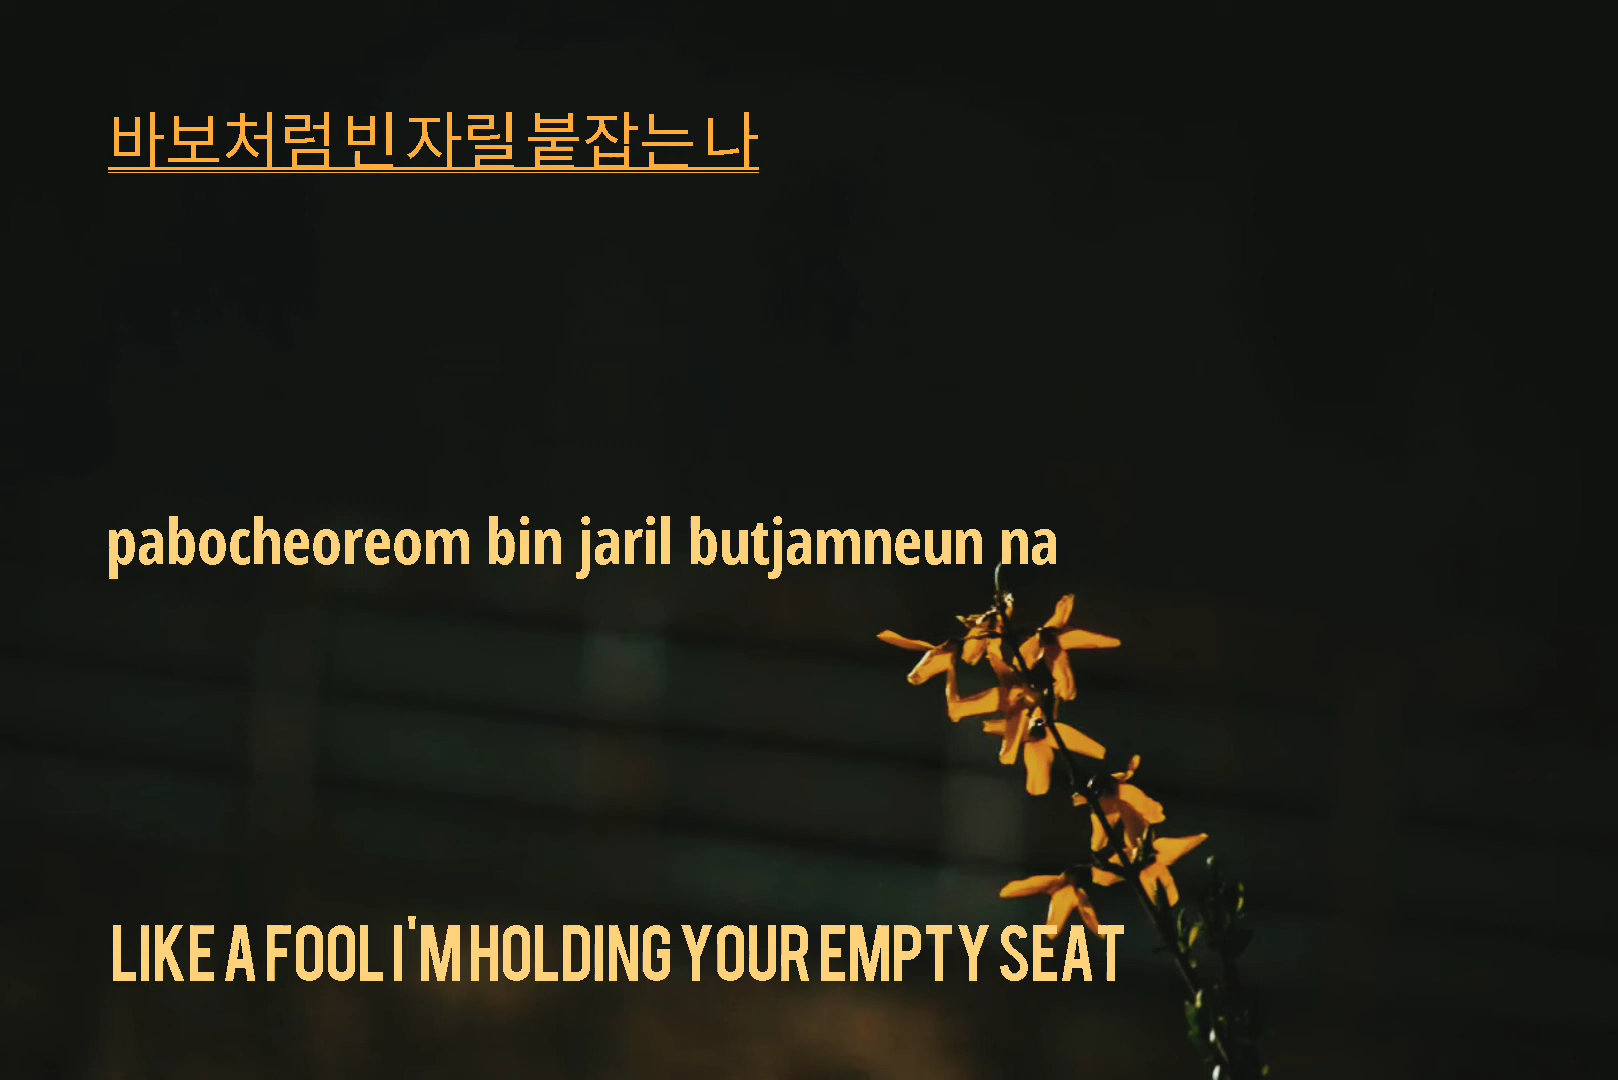 바보처럼 빈 자릴 붙잡는 나
pabocheoreom bin jaril butjamneun na
LIKE A FOOL I'M HOLDING YOUR EMPTY SEAT